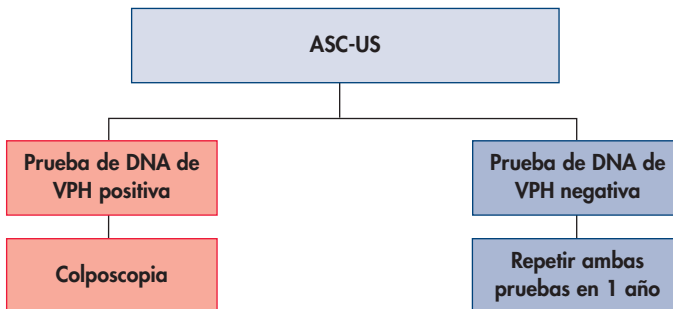 ASC-US
Prueba de DNA de
VPH positiva
Prueba de DNA de
VPH negativa
Colposcopia
Repetir ambas
pruebas en 1 año